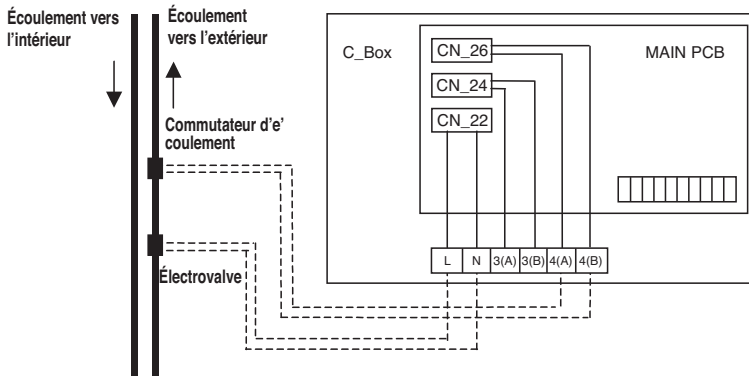 Écoulement vers
l'intérieur
Écoulement
vers l'extérieur
Commutateur d'e'
coulement
Électrovalve
C_Box
CN_26
CN_24
CN_22
MAIN PCB
L N 3(A) 3(B) 4(A) 4(B)